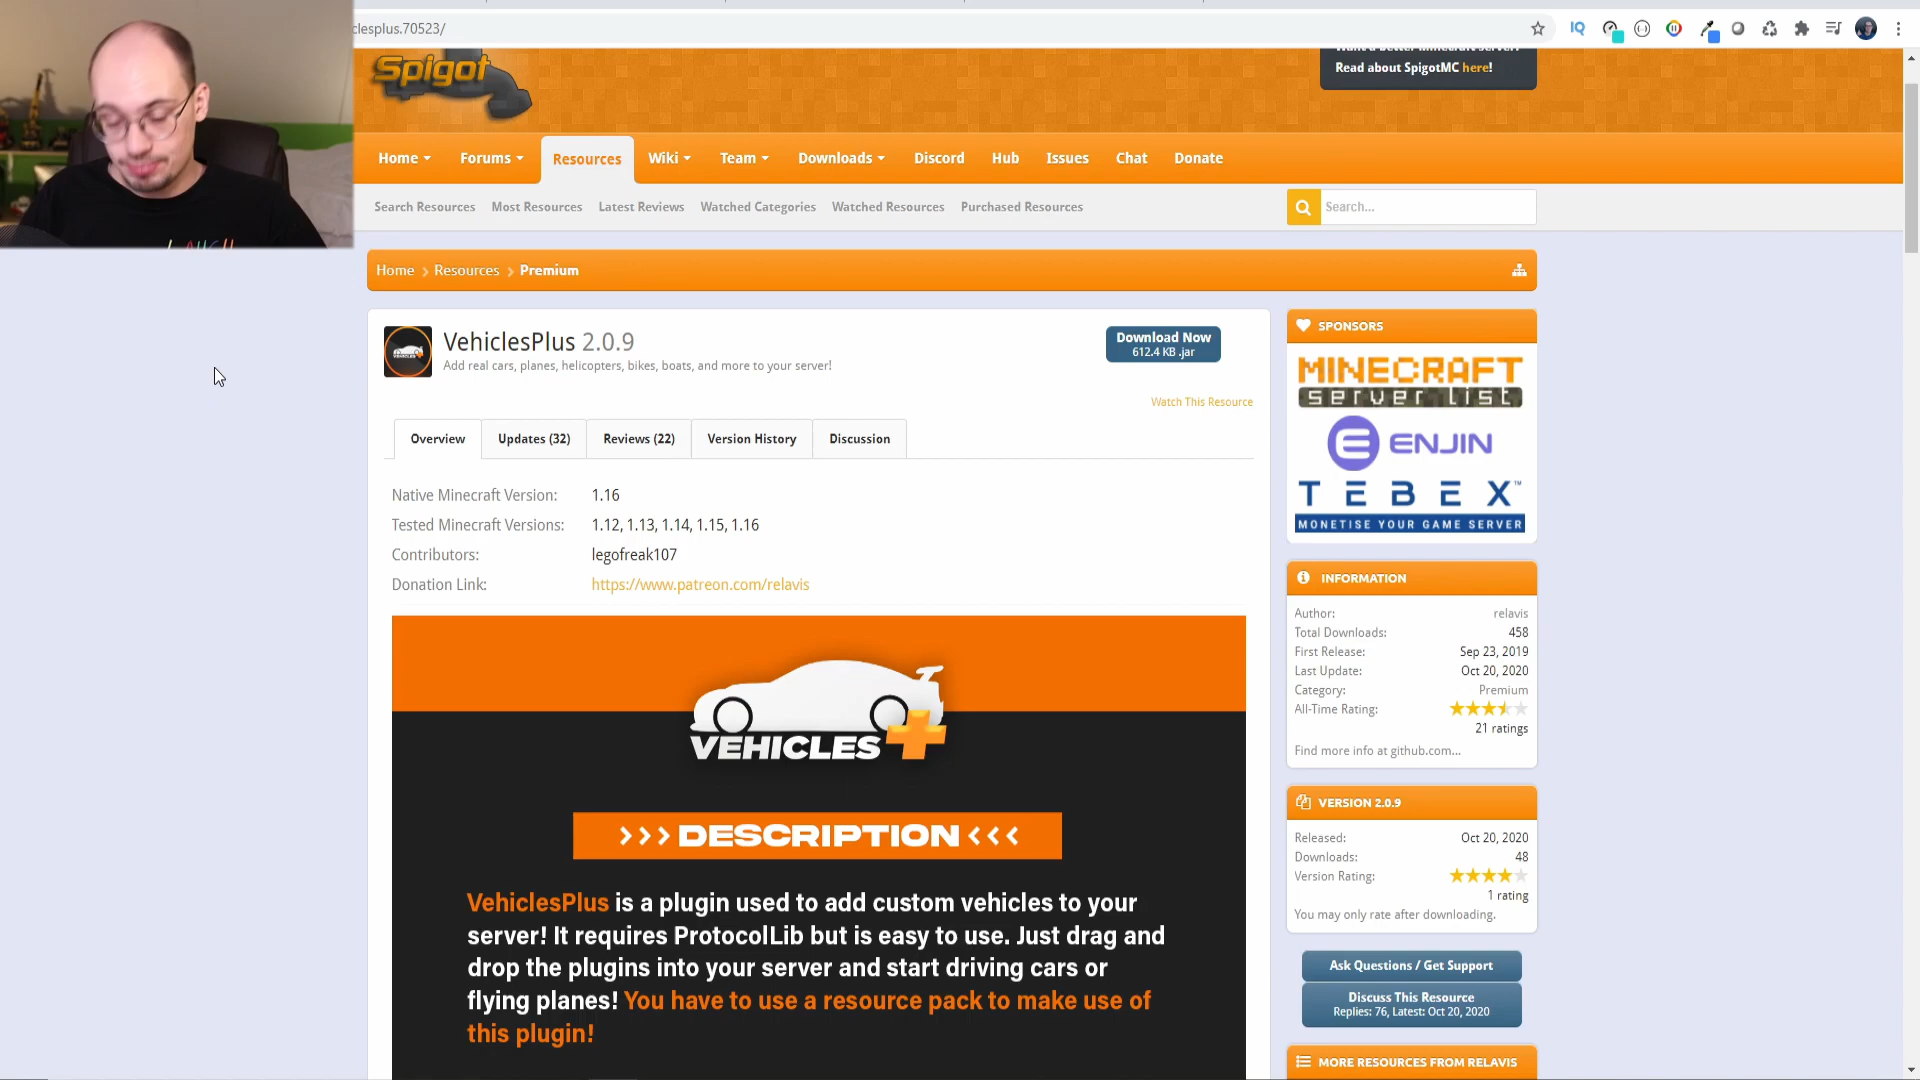 clesplus.70523/
Spigot
Want a better Minecraft server?
Read about SpigotMC here!
Home Forums Resources Wiki Team Downloads Discord Hub Issues Chat Donate
Search Resources Most Resources Latest Reviews Watched Categories Watched Resources Purchased Resources
Search...
Home Resources Premium
VehiclesPlus 2.0.9
Add real cars, planes, helicopters, bikes, boats, and more to your server!
Download Now
612.4 KB .jar
Watch This Resource
Overview Updates (32) Reviews (22) Version History Discussion
Native Minecraft Version: 1.16
Tested Minecraft Versions: 1.12, 1.13, 1.14, 1.15, 1.16
Contributors: legofreak107
Donation Link: https://www.patreon.com/relavis
VEHICLES
>>> DESCRIPTION <<<
VehiclesPlus is a plugin used to add custom vehicles to your
server! It requires ProtocolLib but is easy to use. Just drag and
drop the plugins into your server and start driving cars or
flying planes! You have to use a resource pack to make use of
this plugin!
SPONSORS
MINECRAFT
server list
ENJIN
TEBEX™
MONETISE YOUR GAME SERVER
INFORMATION
Author: relavis
Total Downloads: 458
First Release: Sep 23, 2019
Last Update: Oct 20, 2020
Category: Premium
All-Time Rating:
21 ratings
Find more info at github.com...
VERSION 2.0.9
Released: Oct 20, 2020
Downloads: 48
Version Rating:
1 rating
You may only rate after downloading.
Ask Questions / Get Support
Discuss This Resource
Replies: 76, Latest: Oct 20, 2020
MORE RESOURCES FROM RELAVIS